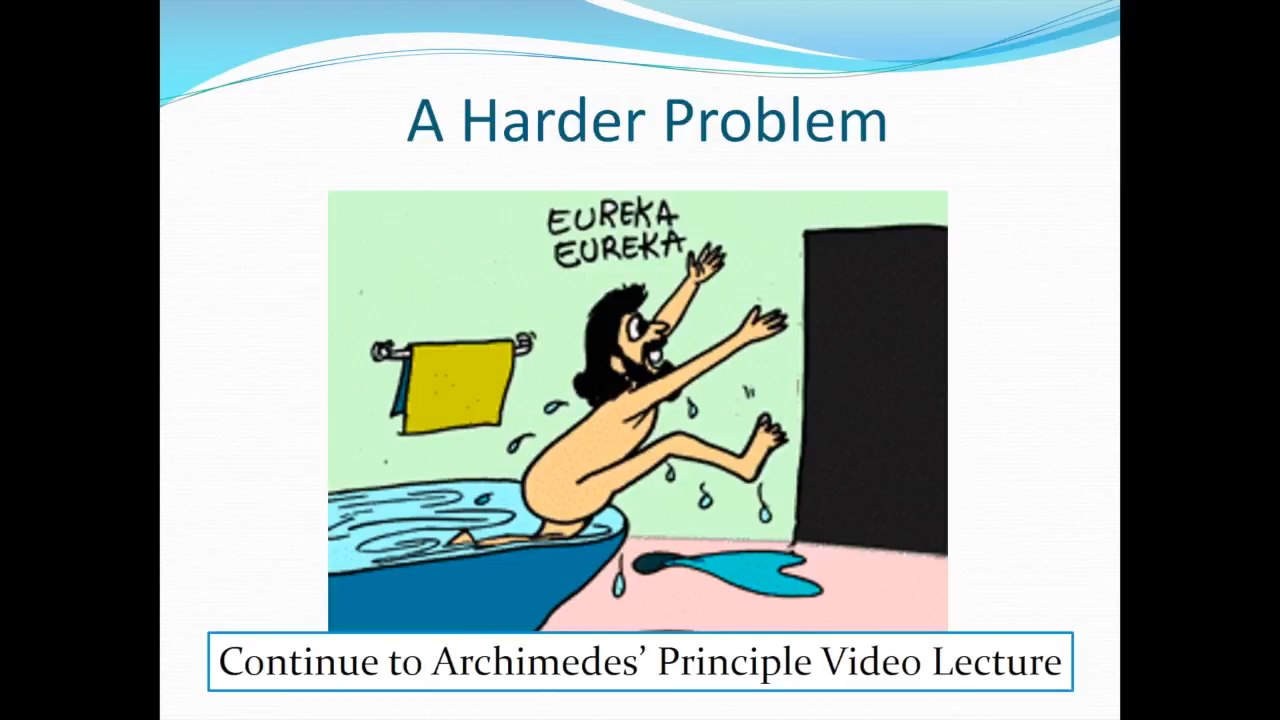 A Harder Problem
EUREKA
EUREKA
Continue to Archimedes’ Principle Video Lecture